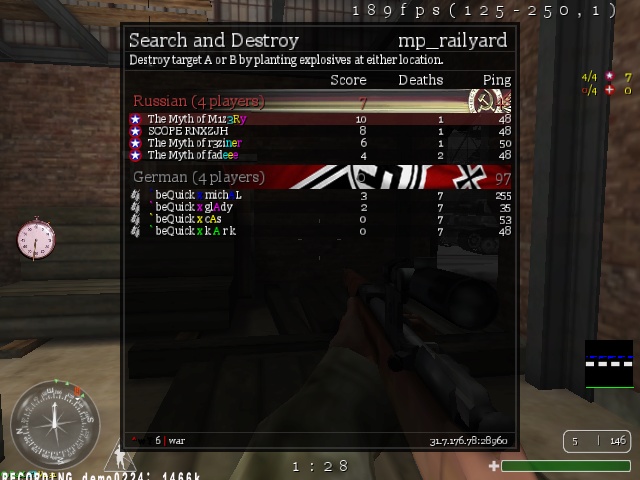 189fps(125-250,1)
Search and Destroy mp_railyard
Destroy target A or B by planting explosives at either location.
Score Deaths Ping
4/4 7
Russian (4 players) 7 48
0/4 0
The Myth of M1z3Ry 10 1 48
SCOPE RNXZJH 8 1 48
The Myth of r3ziner 6 1 50
The Myth of fadeee 4 2 48
German (4 players) 0 97
`beQuick x mich L 3 7 255
`beQuick x glAdy 2 7 35
`beQuick x cAs 0 7 53
`beQuick x k A r k 0 7 48
6 | war 31.7.176.78:28960
5 | 146
1:28
RECORDING demo0224: 1466k